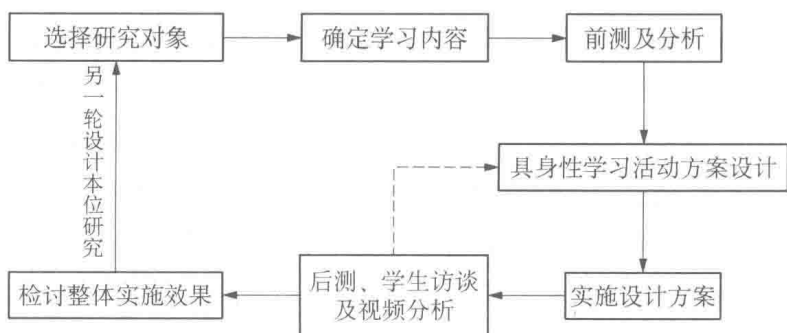 选择研究对象
确定学习内容
前测及分析
另一轮设计本位研究
具身性学习活动方案设计
检讨整体实施效果
后测、学生访谈
及视频分析
实施设计方案